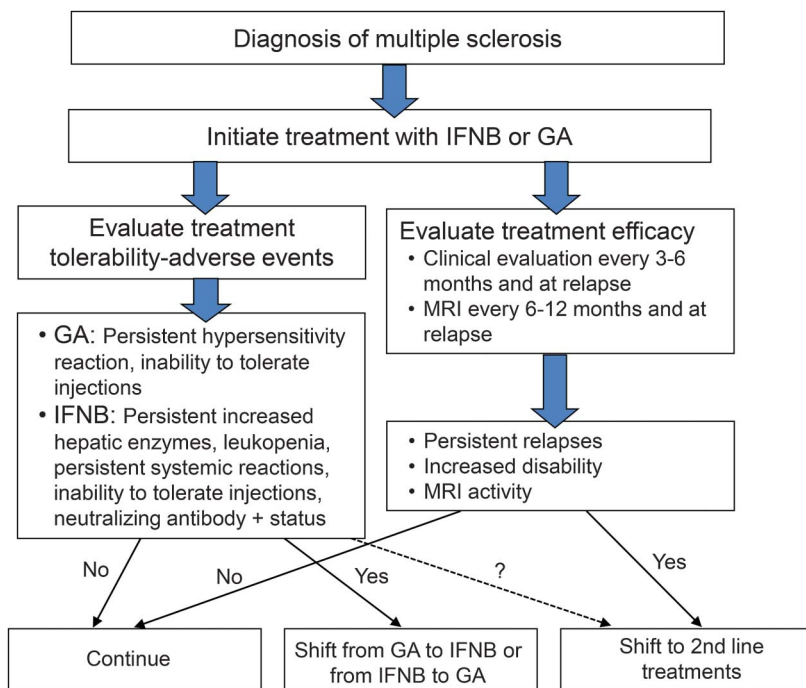 Diagnosis of multiple sclerosis
Initiate treatment with IFNB or GA
Evaluate treatment
tolerability-adverse events
Evaluate treatment efficacy
• Clinical evaluation every 3-6
months and at relapse
• MRI every 6-12 months and at
relapse
• GA: Persistent hypersensitivity
reaction, inability to tolerate
injections
• IFNB: Persistent increased
hepatic enzymes, leukopenia,
persistent systemic reactions,
inability to tolerate injections,
neutralizing antibody + status
• Persistent relapses
• Increased disability
• MRI activity
No
Yes
No
?
Yes
Continue
Shift from GA to IFNB or
from IFNB to GA
Shift to 2nd line
treatments